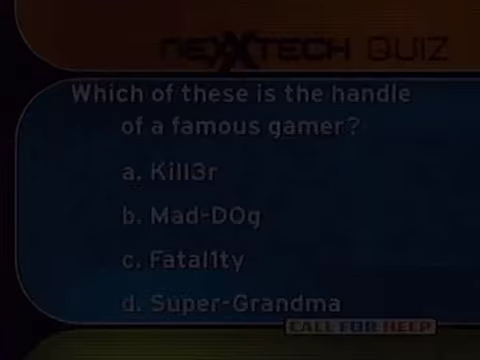 nexxtech QUIZ
Which of these is the handle
of a famous gamer?
a. Kill3r
b. Mad-D0g
c. Fatal1ty
d. Super-Grandma
CALL FOR HELP